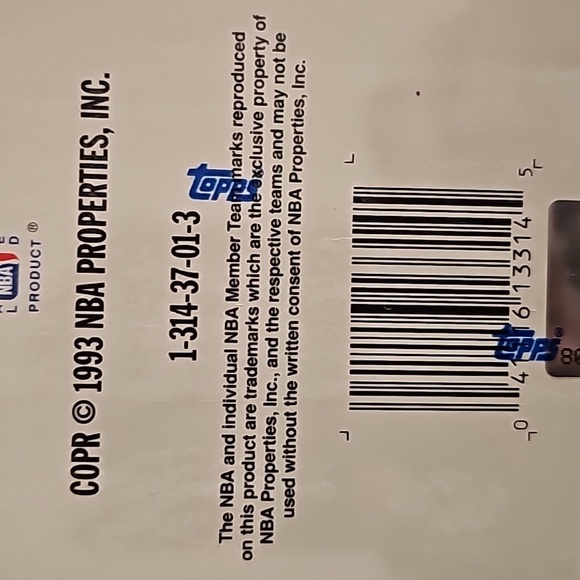 NBA
PRODUCT ®
COPR © 1993 NBA PROPERTIES, INC.
1-314-37-01-3
topps
The NBA and individual NBA Member Team marks reproduced
on this product are trademarks which are the exclusive property of
NBA Properties, Inc., and the respective teams and may not be
used without the written consent of NBA Properties, Inc.
topps®
0 13314 5